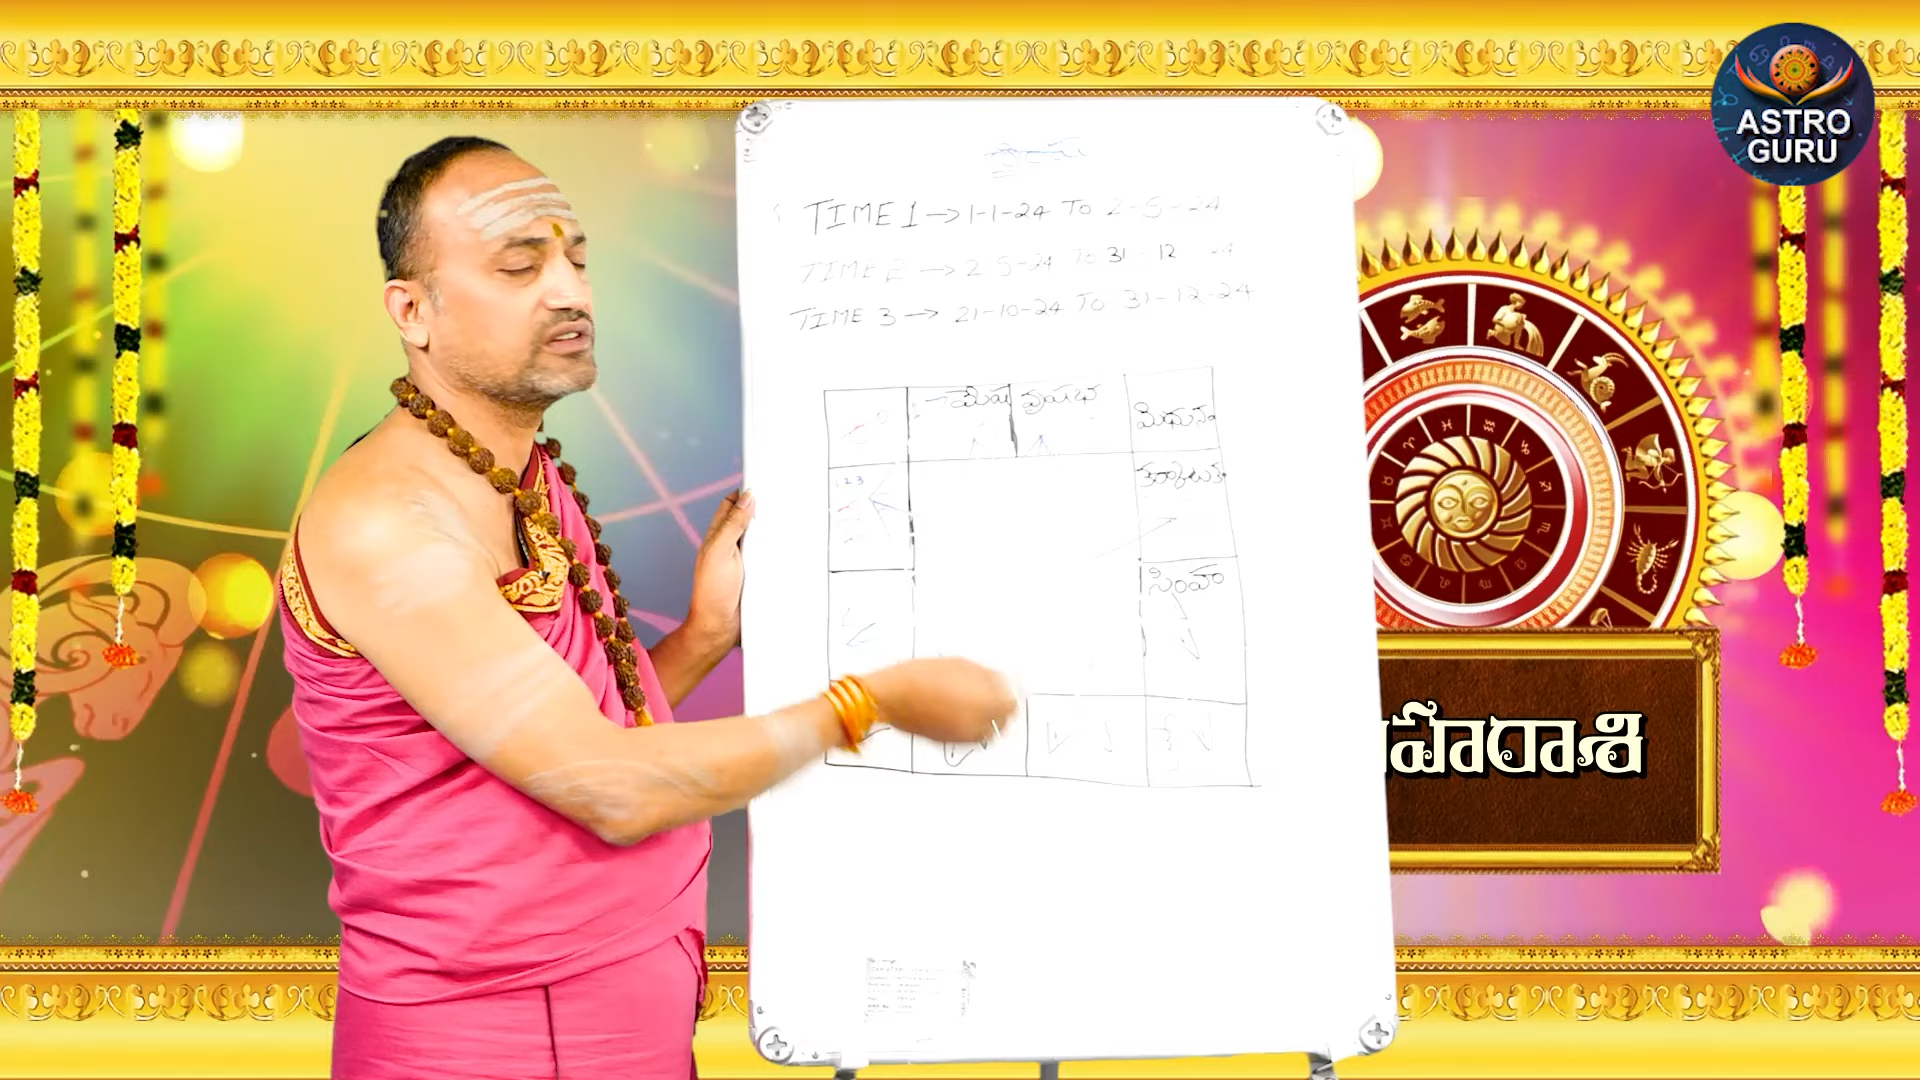 ASTRO
GURU
TIME 1 → 1-1-24 TO 2-5-24
TIME 2 → 2-5-24 TO 31-12-24
TIME 3 → 21-10-24 TO 31-12-24
మేష వృషభ
మిథునం
కర్కాటకం
123
సింహ
హరాశి